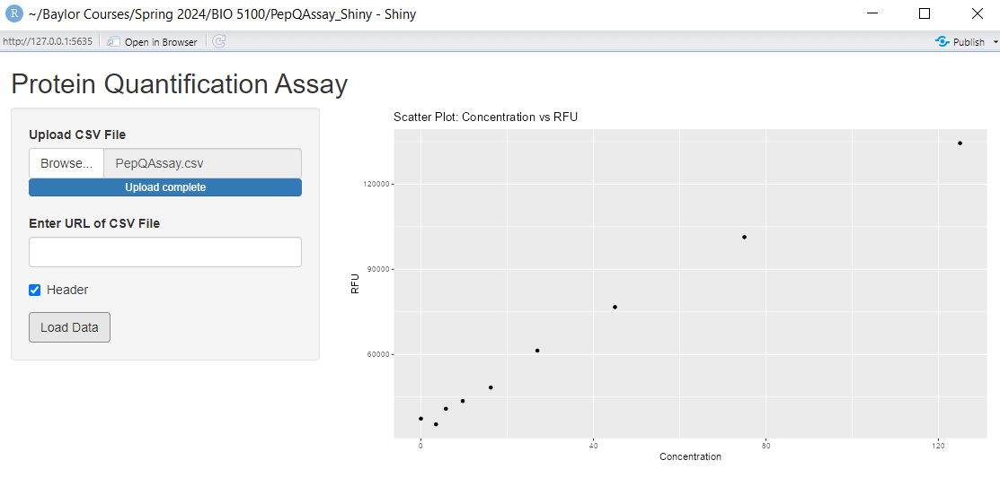 R ~/Baylor Courses/Spring 2024/BIO 5100/PepQAssay_Shiny - Shiny
http://127.0.0.1:5635 Open in Browser Publish
Protein Quantification Assay
Upload CSV File
Browse... PepQAssay.csv
Upload complete
Enter URL of CSV File
Header
Load Data
Scatter Plot: Concentration vs RFU
120000
90000
60000
RFU
0 40 80 120
Concentration